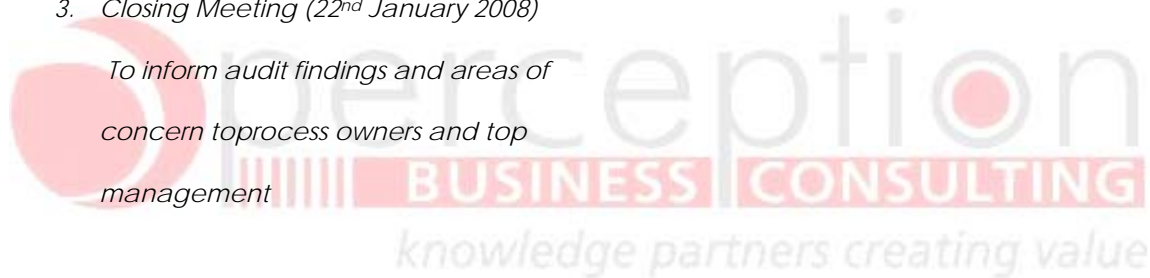 3. Closing Meeting (22nd January 2008)
To inform audit findings and areas of
concern toprocess owners and top
management
perception
BUSINESS CONSULTING
knowledge partners creating value